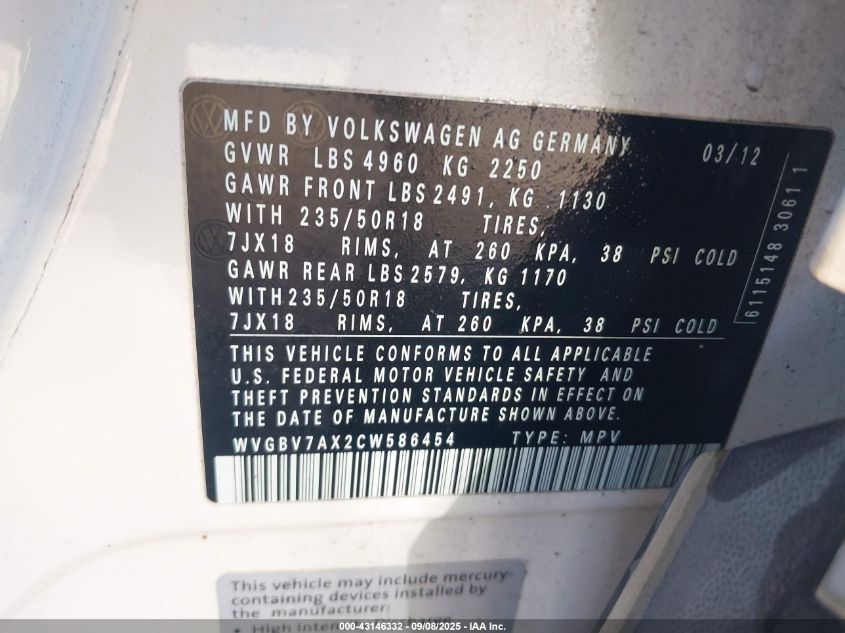 MFD BY VOLKSWAGEN AG GERMANY 03/12
GVWR LBS 4960 KG 2250
GAWR FRONT LBS 2491, KG 1130
WITH 235/50R18 TIRES,
7JX18 RIMS, AT 260 KPA, 38 PSI COLD
GAWR REAR LBS 2579, KG 1170
WITH 235/50R18 TIRES,
7JX18 RIMS, AT 260 KPA, 38 PSI COLD
6115148 3061 1
THIS VEHICLE CONFORMS TO ALL APPLICABLE
U.S. FEDERAL MOTOR VEHICLE SAFETY AND
THEFT PREVENTION STANDARDS IN EFFECT ON
THE DATE OF MANUFACTURE SHOWN ABOVE.
WVGBV7AX2CW586454 TYPE: MPV
This vehicle may include mercury-
containing devices installed by
the manufacturer:
• High
000-43146332 - 09/08/2025 - IAA Inc.